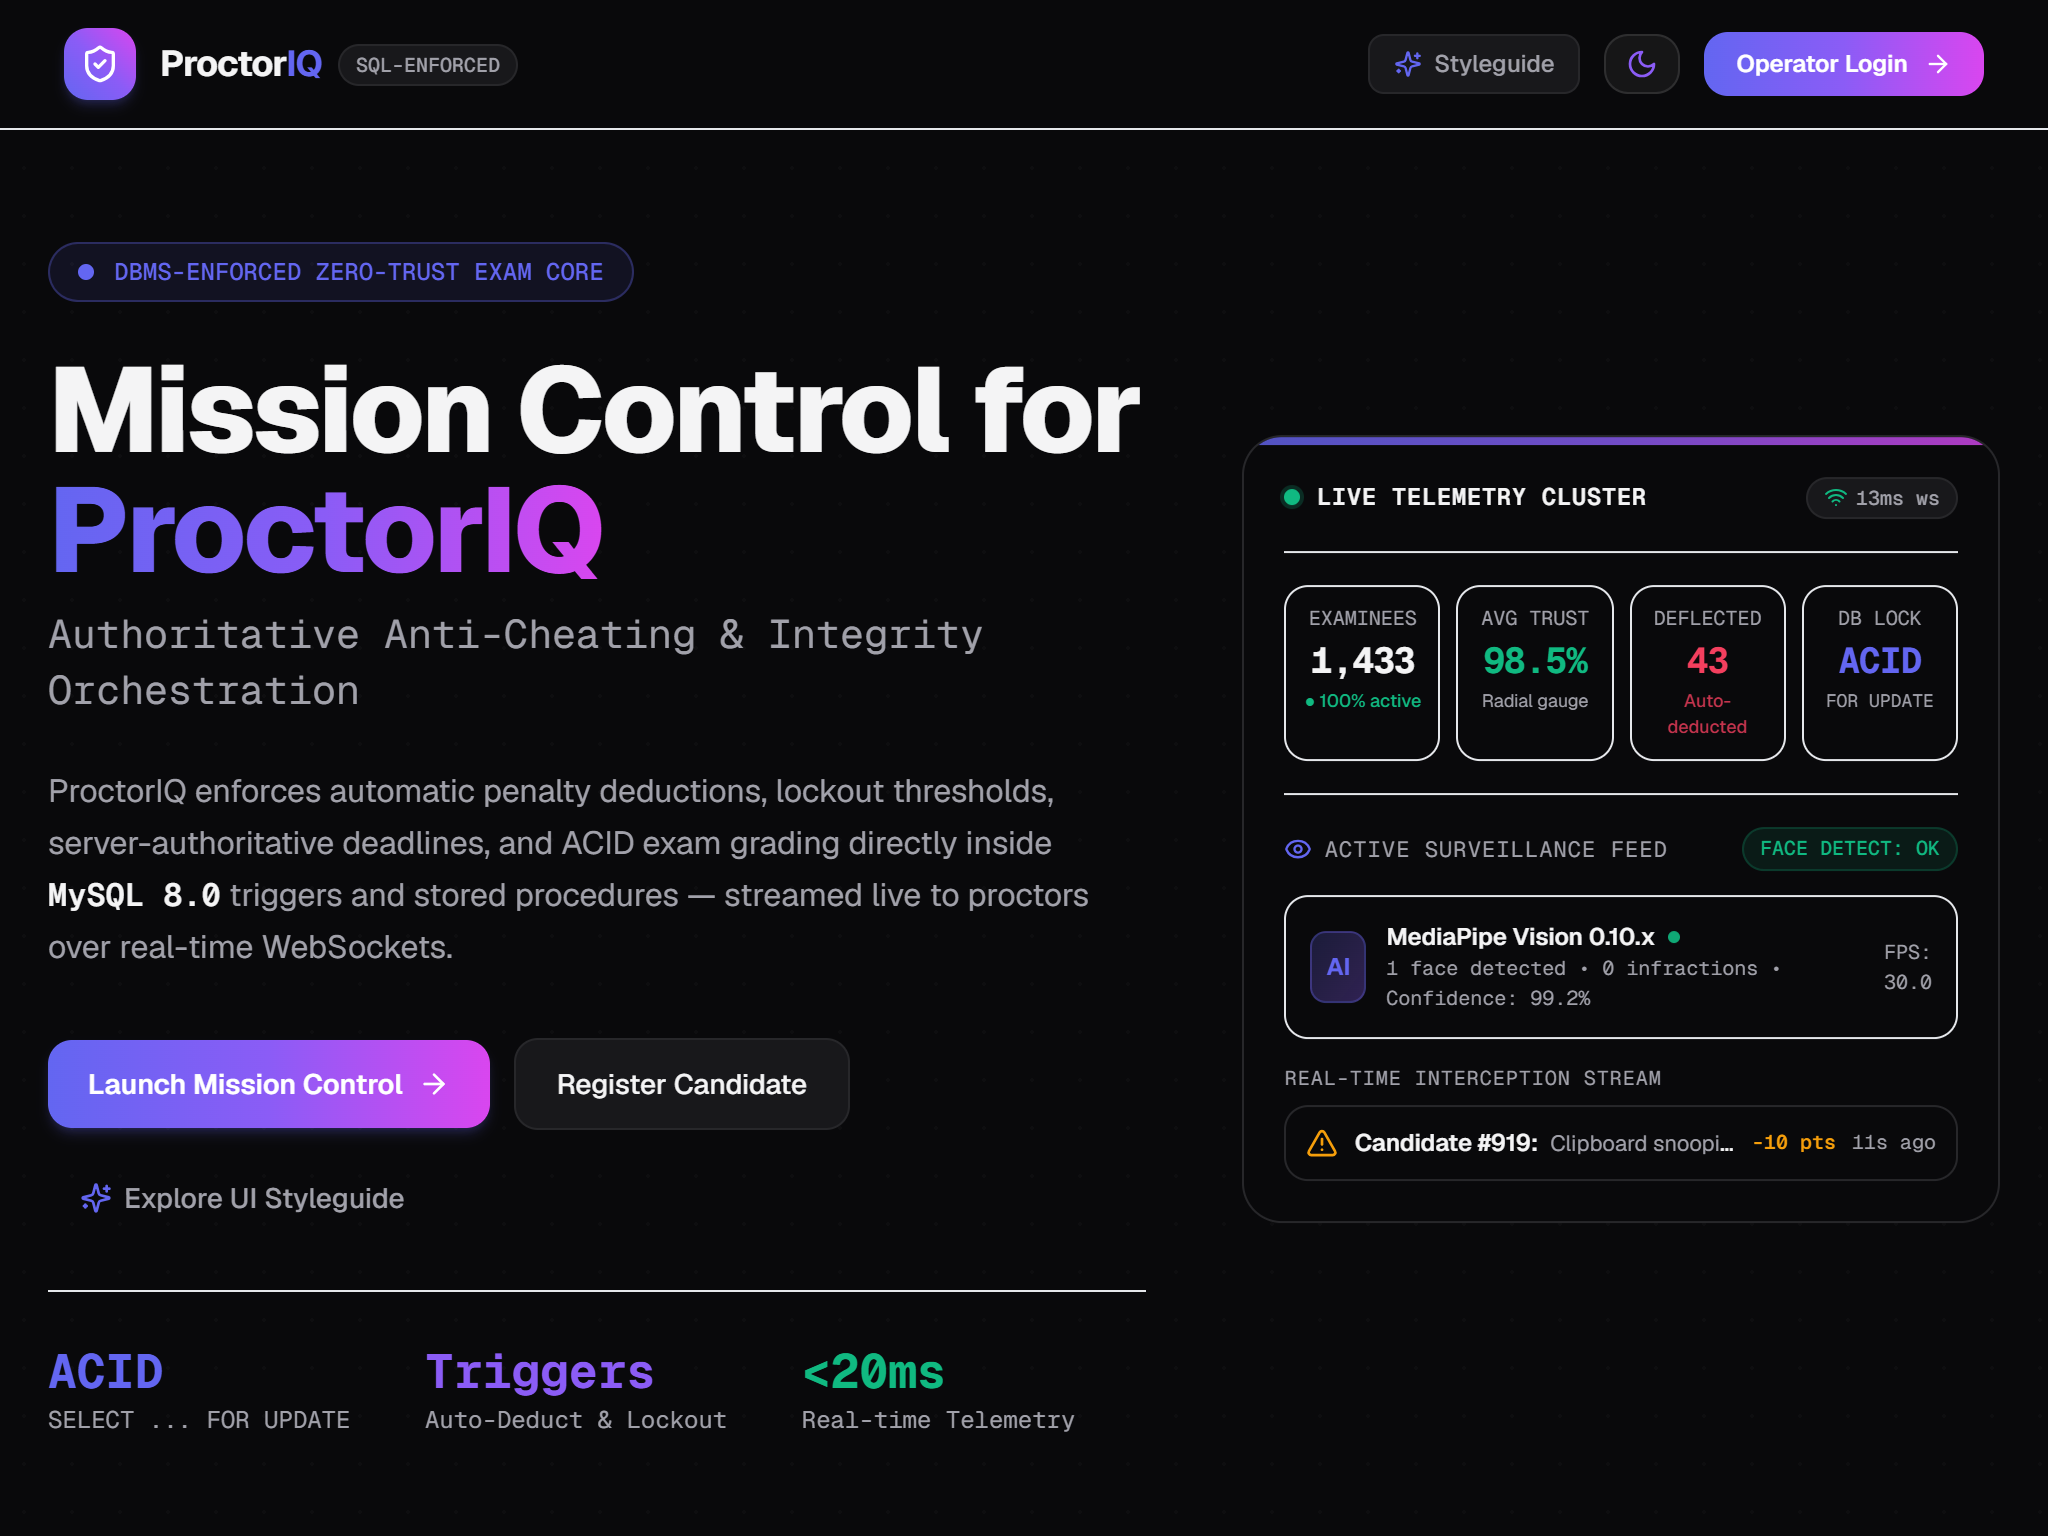 ProctorIQ
SQL-ENFORCED
Styleguide
Operator Login
DBMS-ENFORCED ZERO-TRUST EXAM CORE
Mission Control for
ProctorIQ
Authoritative Anti-Cheating & Integrity
Orchestration
ProctorIQ enforces automatic penalty deductions, lockout thresholds,
server-authoritative deadlines, and ACID exam grading directly inside
MySQL 8.0 triggers and stored procedures — streamed live to proctors
over real-time WebSockets.
Launch Mission Control
Register Candidate
Explore UI Styleguide
ACID
SELECT ... FOR UPDATE
Triggers
Auto-Deduct & Lockout
<20ms
Real-time Telemetry
LIVE TELEMETRY CLUSTER
13ms ws
EXAMINEES
1,433
100% active
AVG TRUST
98.5%
Radial gauge
DEFLECTED
43
Auto-
deducted
DB LOCK
ACID
FOR UPDATE
ACTIVE SURVEILLANCE FEED
FACE DETECT: OK
AI
MediaPipe Vision 0.10.x
1 face detected • 0 infractions •
Confidence: 99.2%
FPS:
30.0
REAL-TIME INTERCEPTION STREAM
Candidate #919: Clipboard snoopi... -10 pts 11s ago